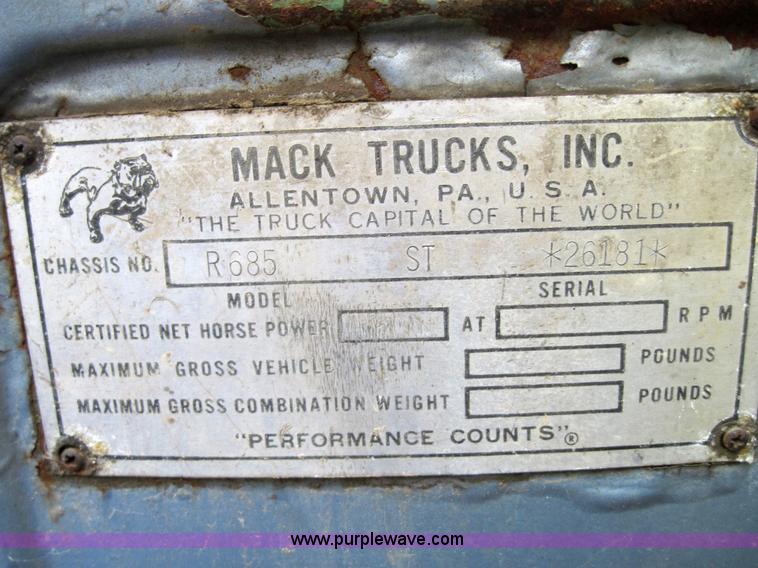 MACK TRUCKS, INC.
ALLENTOWN, PA., U.S.A.
"THE TRUCK CAPITAL OF THE WORLD"
CHASSIS NO. R685 ST *26181*
MODEL SERIAL
CERTIFIED NET HORSE POWER AT RPM
MAXIMUM GROSS VEHICLE WEIGHT POUNDS
MAXIMUM GROSS COMBINATION WEIGHT POUNDS
"PERFORMANCE COUNTS"®
www.purplewave.com